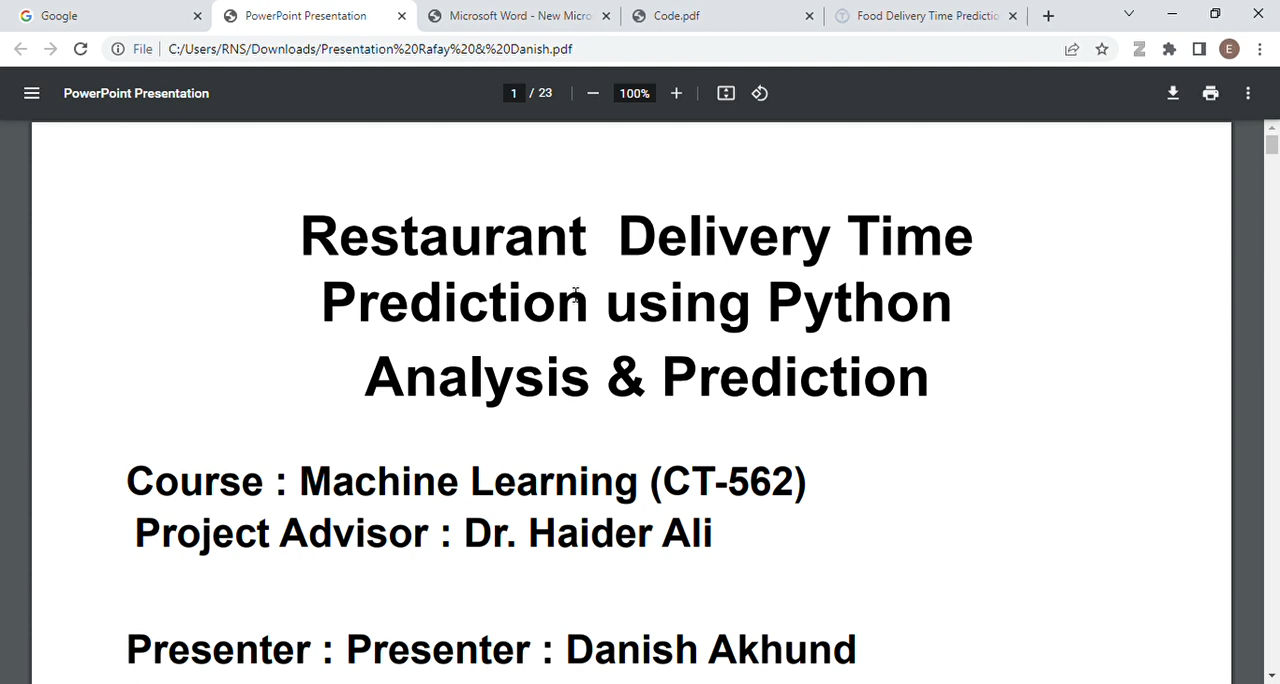 Google
PowerPoint Presentation
Microsoft Word - New Micro
Code.pdf
Food Delivery Time Predictio
File
C:/Users/RNS/Downloads/Presentation%20Rafay%20&%20Danish.pdf
E
PowerPoint Presentation
1 / 23
100%
Restaurant Delivery Time
Prediction using Python
Analysis & Prediction
Course : Machine Learning (CT-562)
Project Advisor : Dr. Haider Ali
Presenter : Presenter : Danish Akhund